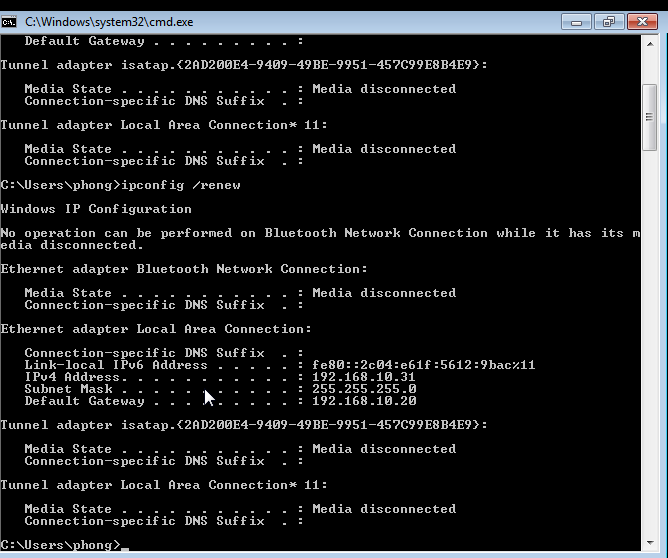 C:\Windows\system32\cmd.exe
Default Gateway . . . . . . . . . :
Tunnel adapter isatap.{2AD200E4-9409-49BE-9951-457C99E8B4E9}:
Media State . . . . . . . . . . . : Media disconnected
Connection-specific DNS Suffix  . :
Tunnel adapter Local Area Connection* 11:
Media State . . . . . . . . . . . : Media disconnected
Connection-specific DNS Suffix  . :
C:\Users\phong>ipconfig /renew
Windows IP Configuration
No operation can be performed on Bluetooth Network Connection while it has its m
edia disconnected.
Ethernet adapter Bluetooth Network Connection:
Media State . . . . . . . . . . . : Media disconnected
Connection-specific DNS Suffix  . :
Ethernet adapter Local Area Connection:
Connection-specific DNS Suffix  . :
Link-local IPv6 Address . . . . . : fe80::2c04:e61f:5612:9bac%11
IPv4 Address. . . . . . . . . . . : 192.168.10.31
Subnet Mask . . . . . . . . . . . : 255.255.255.0
Default Gateway . . . . . . . . . : 192.168.10.20
Tunnel adapter isatap.{2AD200E4-9409-49BE-9951-457C99E8B4E9}:
Media State . . . . . . . . . . . : Media disconnected
Connection-specific DNS Suffix  . :
Tunnel adapter Local Area Connection* 11:
Media State . . . . . . . . . . . : Media disconnected
Connection-specific DNS Suffix  . :
C:\Users\phong>_